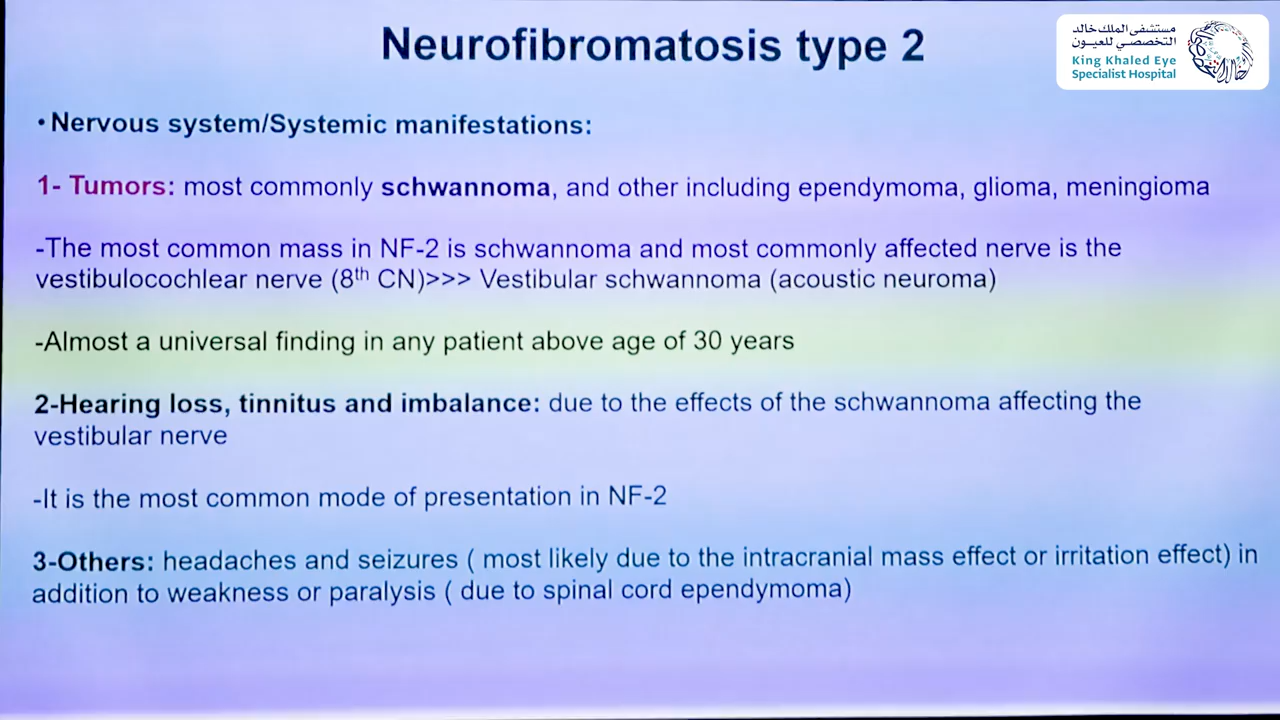 Neurofibromatosis type 2
مستشفى الملك خالد
التخصصي للعيون
King Khaled Eye
Specialist Hospital
•Nervous system/Systemic manifestations:
1- Tumors: most commonly schwannoma, and other including ependymoma, glioma, meningioma
-The most common mass in NF-2 is schwannoma and most commonly affected nerve is the
vestibulocochlear nerve (8th CN)>>> Vestibular schwannoma (acoustic neuroma)
-Almost a universal finding in any patient above age of 30 years
2-Hearing loss, tinnitus and imbalance: due to the effects of the schwannoma affecting the
vestibular nerve
-It is the most common mode of presentation in NF-2
3-Others: headaches and seizures ( most likely due to the intracranial mass effect or irritation effect) in
addition to weakness or paralysis ( due to spinal cord ependymoma)